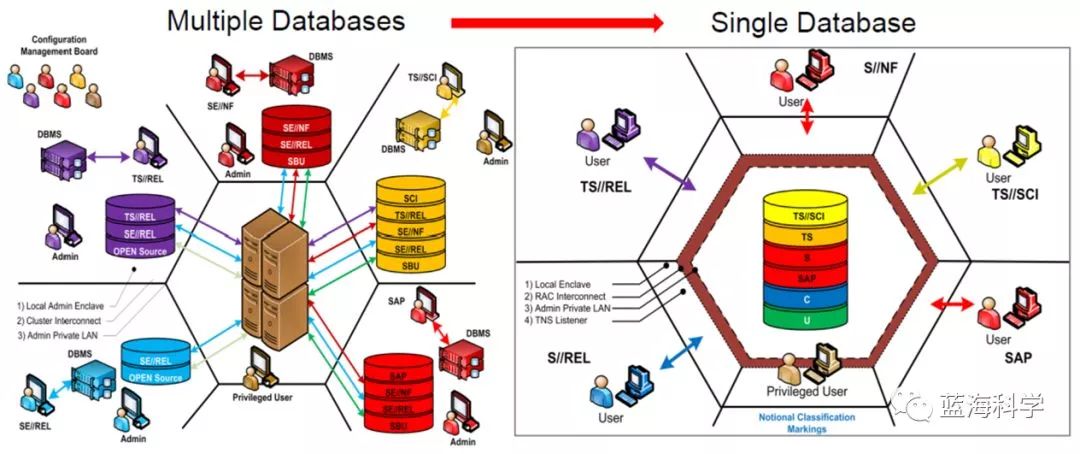 Multiple Databases
Single Database
Configuration
Management Board
DBMS
SE//NF
TS//SCI
DBMS
Admin
DBMS
TS//REL
Admin
SE//NF
SE//REL
SBU
Admin
TS//REL
SE//REL
OPEN Source
SCI
TS//REL
SE//NF
SE//REL
SBU
1) Local Admin Enclave
2) Cluster Interconnect
3) Admin Private LAN
SAP
DBMS
DBMS
SE//REL
OPEN Source
SE//REL
Admin
Privileged User
SAP
SE//NF
SE//REL
SBU
Admin
S//NF
User
User
TS//REL
User
TS//SCI
TS//SCI
TS
S
SAP
C
U
1) Local Enclave
2) RAC Interconnect
3) Admin Private LAN
4) TNS Listener
S//REL
User
User
SAP
Privileged User
Notional Classification
Markings
蓝海科学